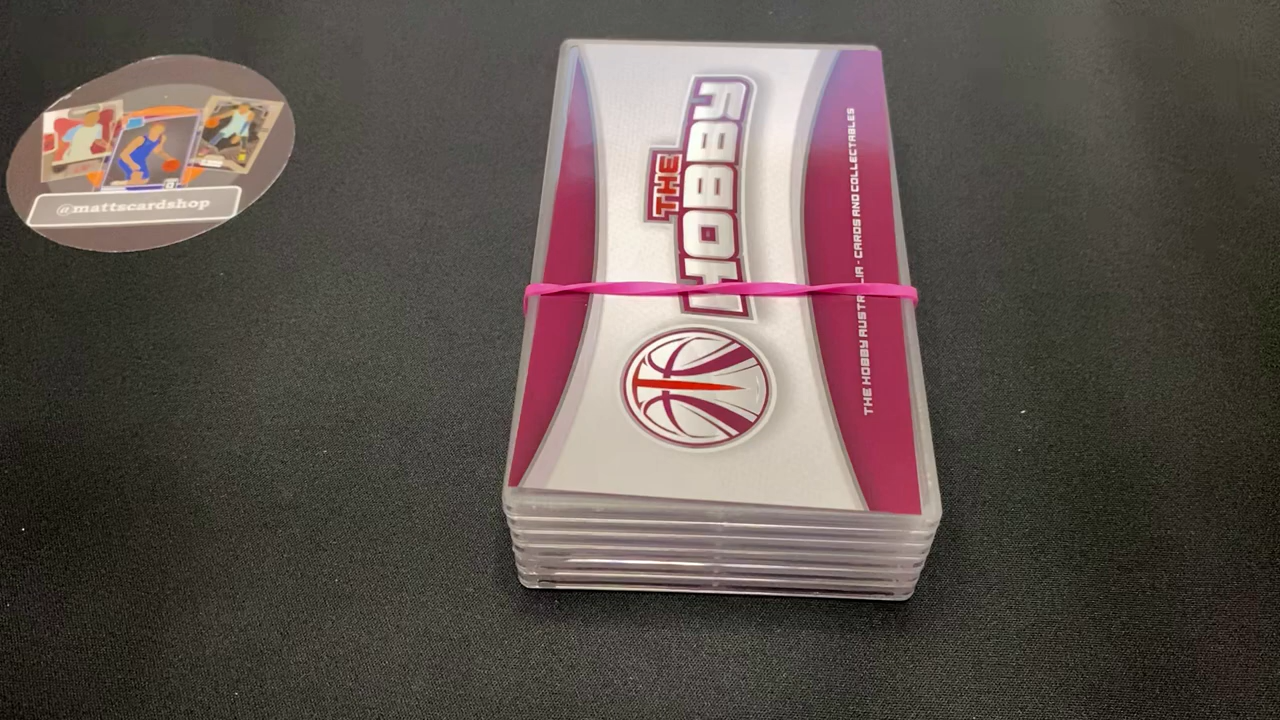 @mattscardshop
THE
HOBBY
THE HOBBY AUSTRALIA - CARDS AND COLLECTABLES